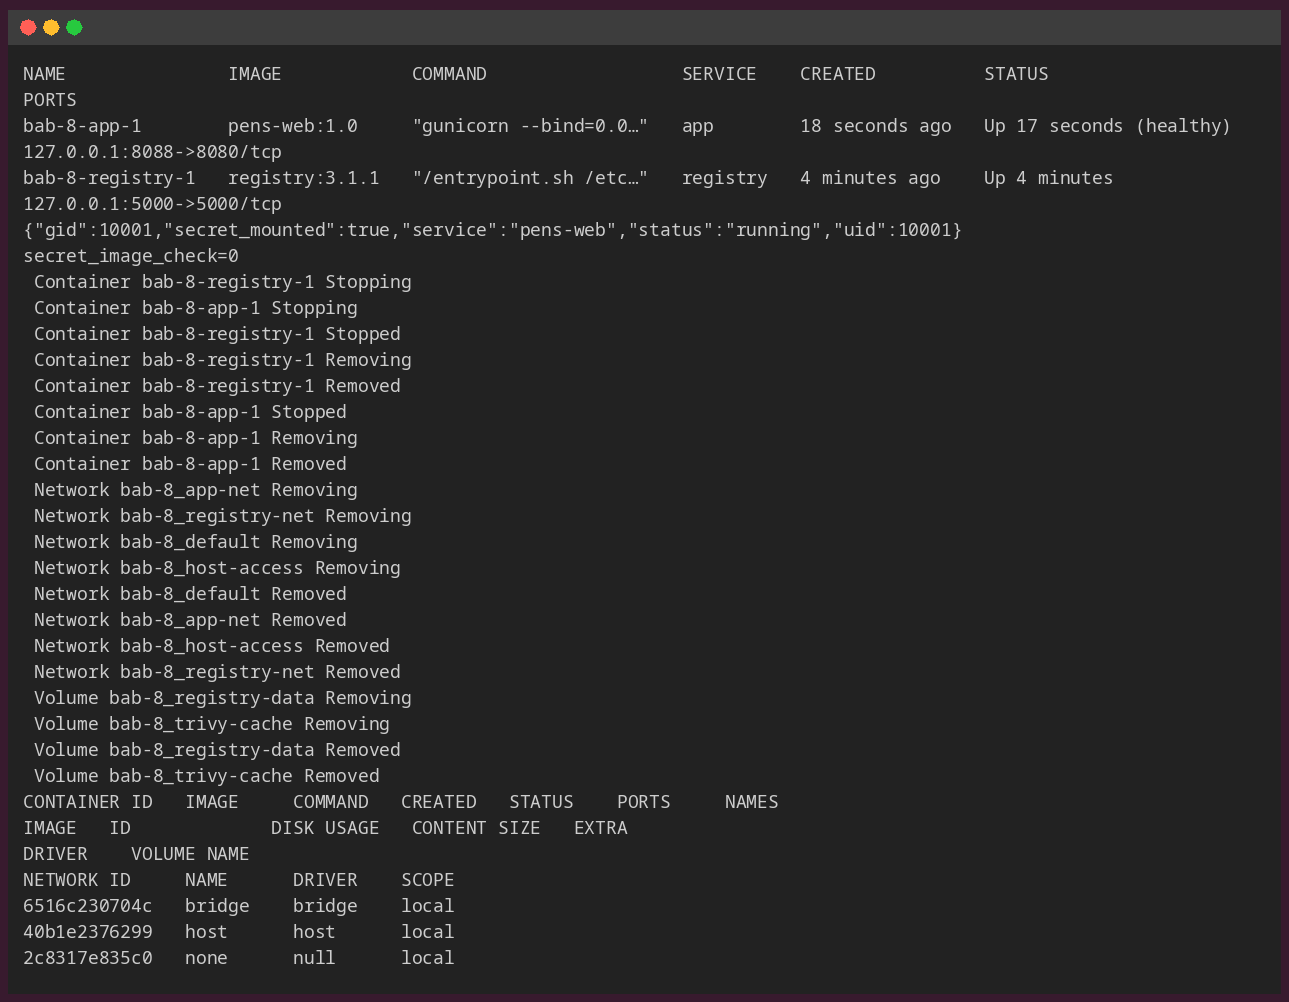 NAME               IMAGE            COMMAND                  SERVICE    CREATED          STATUS
PORTS
bab-8-app-1        pens-web:1.0     "gunicorn --bind=0.0…"   app        18 seconds ago   Up 17 seconds (healthy)
127.0.0.1:8088->8080/tcp
bab-8-registry-1   registry:3.1.1   "/entrypoint.sh /etc…"   registry   4 minutes ago    Up 4 minutes
127.0.0.1:5000->5000/tcp
{"gid":10001,"secret_mounted":true,"service":"pens-web","status":"running","uid":10001}
secret_image_check=0
 Container bab-8-registry-1 Stopping
 Container bab-8-app-1 Stopping
 Container bab-8-registry-1 Stopped
 Container bab-8-registry-1 Removing
 Container bab-8-registry-1 Removed
 Container bab-8-app-1 Stopped
 Container bab-8-app-1 Removing
 Container bab-8-app-1 Removed
 Network bab-8_app-net Removing
 Network bab-8_registry-net Removing
 Network bab-8_default Removing
 Network bab-8_host-access Removing
 Network bab-8_default Removed
 Network bab-8_app-net Removed
 Network bab-8_host-access Removed
 Network bab-8_registry-net Removed
 Volume bab-8_registry-data Removing
 Volume bab-8_trivy-cache Removing
 Volume bab-8_registry-data Removed
 Volume bab-8_trivy-cache Removed
CONTAINER ID   IMAGE     COMMAND   CREATED   STATUS    PORTS     NAMES
IMAGE   ID             DISK USAGE   CONTENT SIZE   EXTRA
DRIVER    VOLUME NAME
NETWORK ID     NAME      DRIVER    SCOPE
6516c230704c   bridge    bridge    local
40b1e2376299   host      host      local
2c8317e835c0   none      null      local